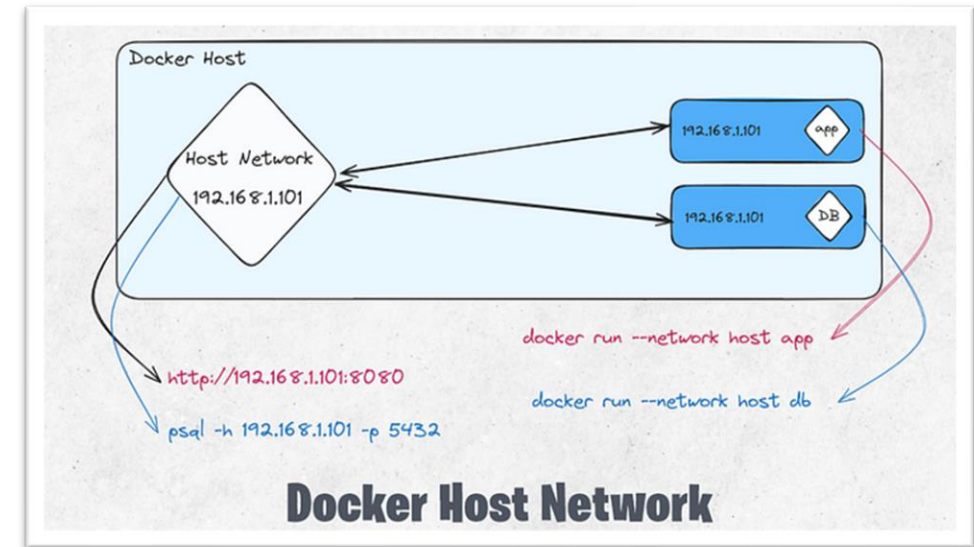 Docker Host
Host Network
192.168.1.101
192.168.1.101
app
192.168.1.101
DB
docker run --network host app
http://192.168.1.101:8080
docker run --network host db
psql -h 192.168.1.101 -p 5432
Docker Host Network